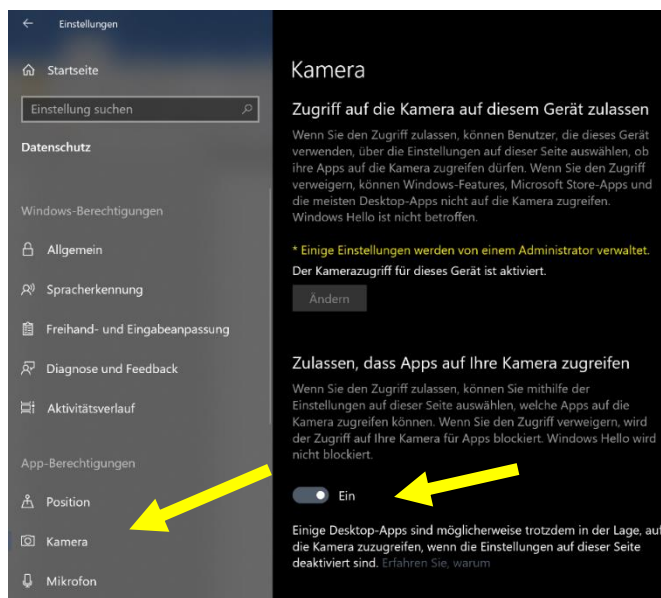 Einstellungen
Startseite
Einstellung suchen
Datenschutz
Windows-Berechtigungen
Allgemein
Spracherkennung
Freihand- und Eingabeanpassung
Diagnose und Feedback
Aktivitätsverlauf
App-Berechtigungen
Position
Kamera
Mikrofon
Kamera
Zugriff auf die Kamera auf diesem Gerät zulassen
Wenn Sie den Zugriff zulassen, können Benutzer, die dieses Gerät
verwenden, über die Einstellungen auf dieser Seite auswählen, ob
ihre Apps auf die Kamera zugreifen dürfen. Wenn Sie den Zugriff
verweigern, können Windows-Features, Microsoft Store-Apps und
die meisten Desktop-Apps nicht auf die Kamera zugreifen.
Windows Hello ist nicht betroffen.
* Einige Einstellungen werden von einem Administrator verwaltet.
Der Kamerazugriff für dieses Gerät ist aktiviert.
Ändern
Zulassen, dass Apps auf Ihre Kamera zugreifen
Wenn Sie den Zugriff zulassen, können Sie mithilfe der
Einstellungen auf dieser Seite auswählen, welche Apps auf die
Kamera zugreifen können. Wenn Sie den Zugriff verweigern, wird
der Zugriff auf Ihre Kamera für Apps blockiert. Windows Hello wird
nicht blockiert.
Ein
Einige Desktop-Apps sind möglicherweise trotzdem in der Lage, auf
die Kamera zuzugreifen, wenn die Einstellungen auf dieser Seite
deaktiviert sind. Erfahren Sie, warum